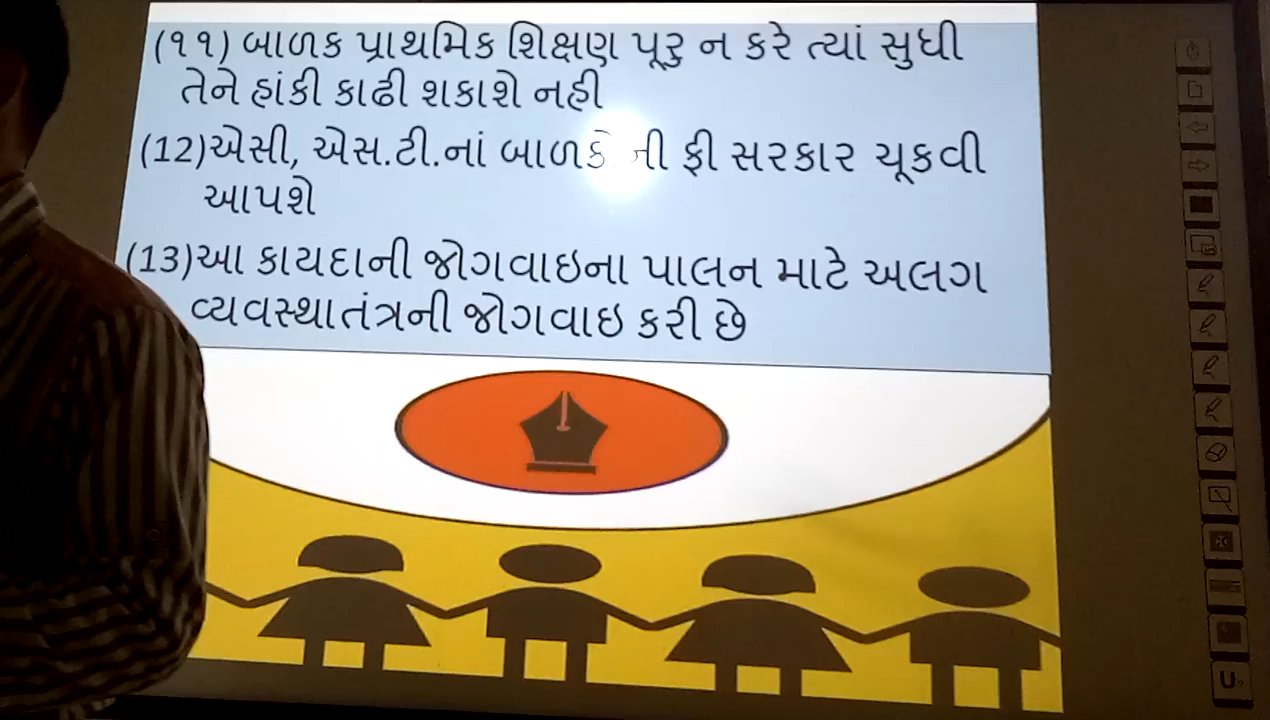 (૧૧) બાળક પ્રાથમિક શિક્ષણ પૂરુ ન કરે ત્યાં સુધી
તેને હાંકી કાઢી શકાશે નહી
(12)એસી, એસ.ટી.નાં ફી સરકાર ચૂકવી
આપશે
(13)આ કાયદાની જોગવાઇના પાલન માટે અલગ
વ્યવસ્થાતંત્રની જોગવાઇ કરી છે